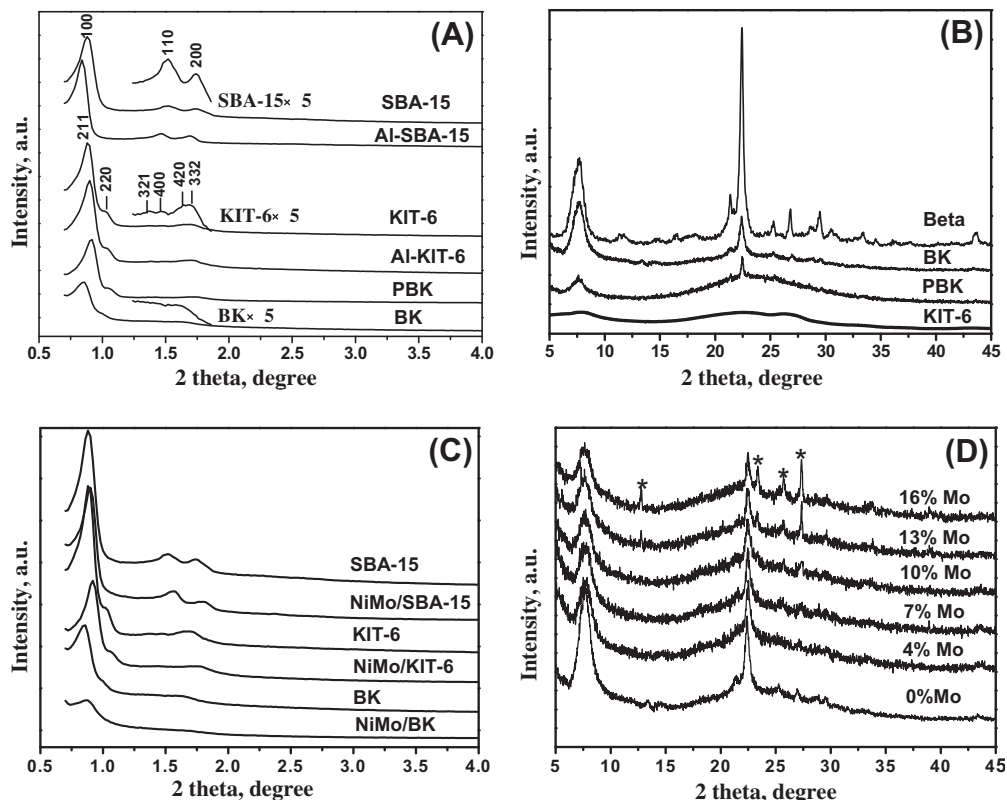 (A)
100
110
200
SBA-15× 5
SBA-15
Al-SBA-15
211
220
321
400
420
332
KIT-6× 5
KIT-6
Al-KIT-6
PBK
BK× 5
BK
Intensity, a.u.
0.5 1.0 1.5 2.0 2.5 3.0 3.5 4.0
2 theta, degree
(B)
Beta
BK
PBK
KIT-6
Intensity, a.u.
5 10 15 20 25 30 35 40 45
2 theta, degree
(C)
SBA-15
NiMo/SBA-15
KIT-6
NiMo/KIT-6
BK
NiMo/BK
Intensity, a.u.
0.5 1.0 1.5 2.0 2.5 3.0 3.5 4.0
2 theta, degree
(D)
* * * *
16% Mo
13% Mo
10% Mo
7% Mo
4% Mo
0%Mo
Intensity, a.u
5 10 15 20 25 30 35 40 45
2 theta, degree